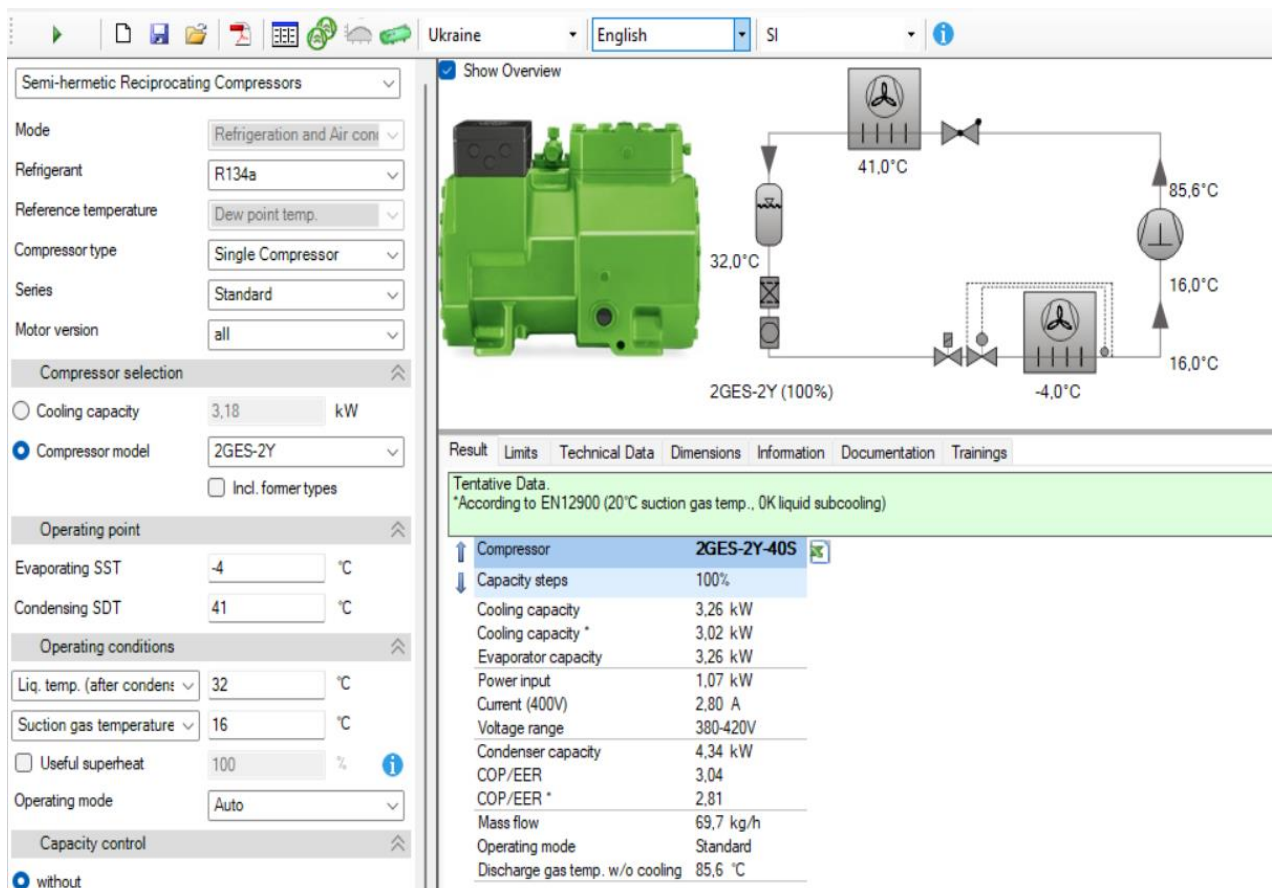 Ukraine English SI
Semi-hermetic Reciprocating Compressors
Mode Refrigeration and Air con
Refrigerant R134a
Reference temperature Dew point temp.
Compressor type Single Compressor
Series Standard
Motor version all
Compressor selection
Cooling capacity 3,18 kW
Compressor model 2GES-2Y
Incl. former types
Operating point
Evaporating SST -4 °C
Condensing SDT 41 °C
Operating conditions
Liq. temp. (after condens 32 °C
Suction gas temperature 16 °C
Useful superheat 100 %
Operating mode Auto
Capacity control
without
Show Overview
41,0°C
85,6°C
32,0°C
16,0°C
16,0°C
2GES-2Y (100%)
-4,0°C
Result Limits Technical Data Dimensions Information Documentation Trainings
Tentative Data.
*According to EN12900 (20°C suction gas temp., 0K liquid subcooling)
Compressor 2GES-2Y-40S
Capacity steps 100%
Cooling capacity 3,26 kW
Cooling capacity * 3,02 kW
Evaporator capacity 3,26 kW
Power input 1,07 kW
Current (400V) 2,80 A
Voltage range 380-420V
Condenser capacity 4,34 kW
COP/EER 3,04
COP/EER * 2,81
Mass flow 69,7 kg/h
Operating mode Standard
Discharge gas temp. w/o cooling 85,6 °C